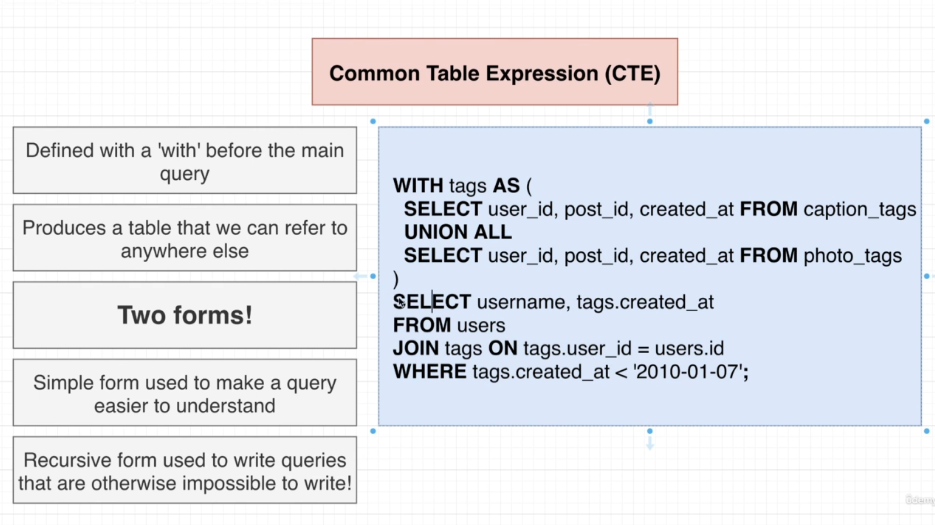 Common Table Expression (CTE)
Defined with a 'with' before the main
query
Produces a table that we can refer to
anywhere else
Two forms!
Simple form used to make a query
easier to understand
Recursive form used to write queries
that are otherwise impossible to write!
WITH tags AS (
SELECT user_id, post_id, created_at FROM caption_tags
UNION ALL
SELECT user_id, post_id, created_at FROM photo_tags
)
SELECT username, tags.created_at
FROM users
JOIN tags ON tags.user_id = users.id
WHERE tags.created_at < '2010-01-07';
Udemy